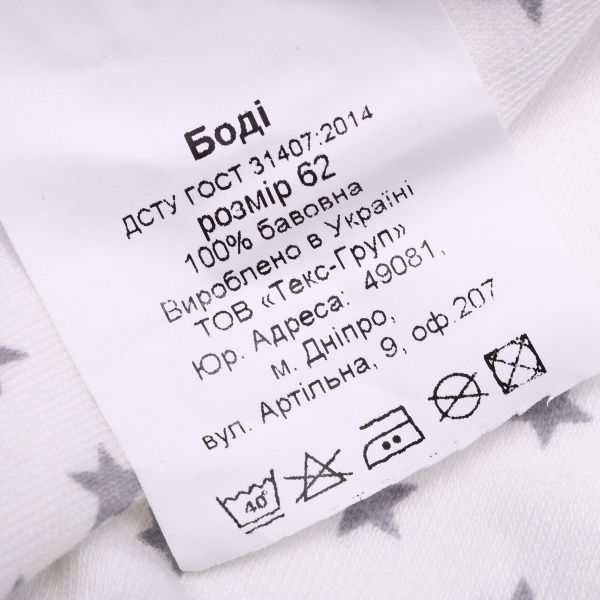 Боді
ДСТУ ГОСТ 31407:2014
розмір 62
100% бавовна
Вироблено в Україні
ТОВ «Текс-Груп»
Юр. Адреса: 49081,
м. Дніпро,
вул. Артільна, 9, оф.207
40°